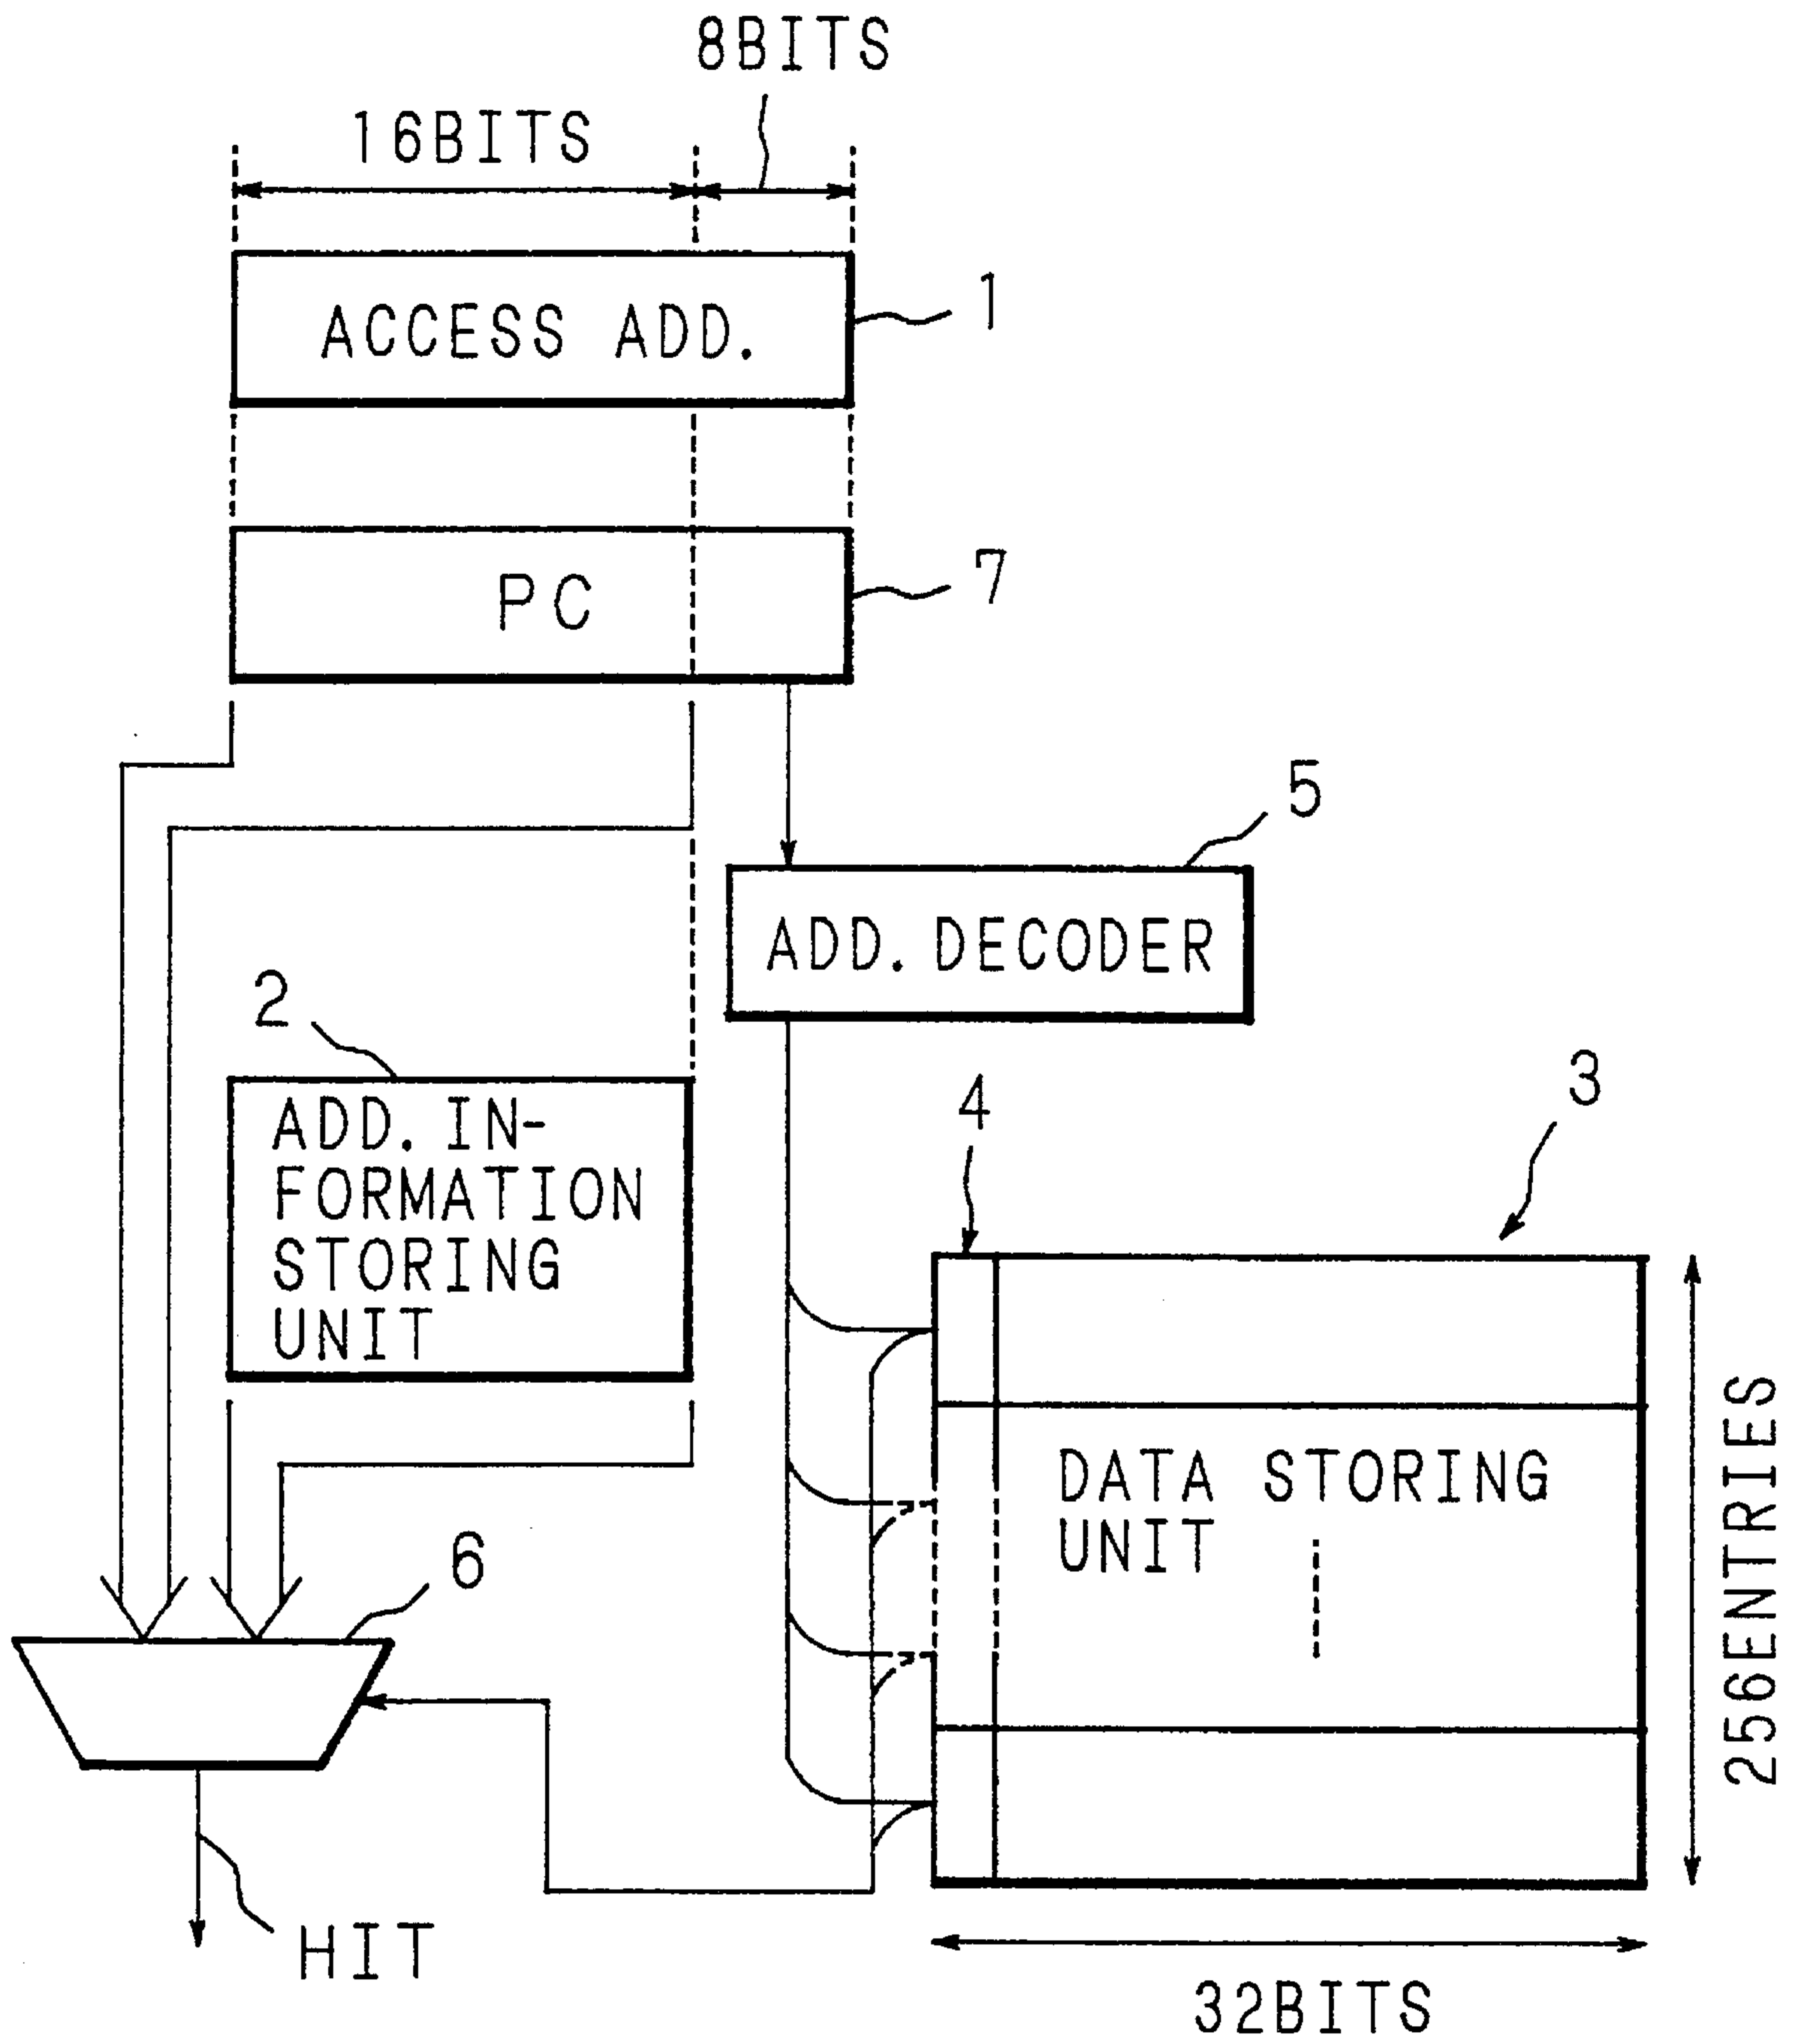 8BITS
16BITS
ACCESS ADD.
1
PC
7
5
ADD. DECODER
2
ADD. IN-
FORMATION
STORING
UNIT
4
3
DATA STORING
UNIT
256ENTRIES
6
HIT
32BITS